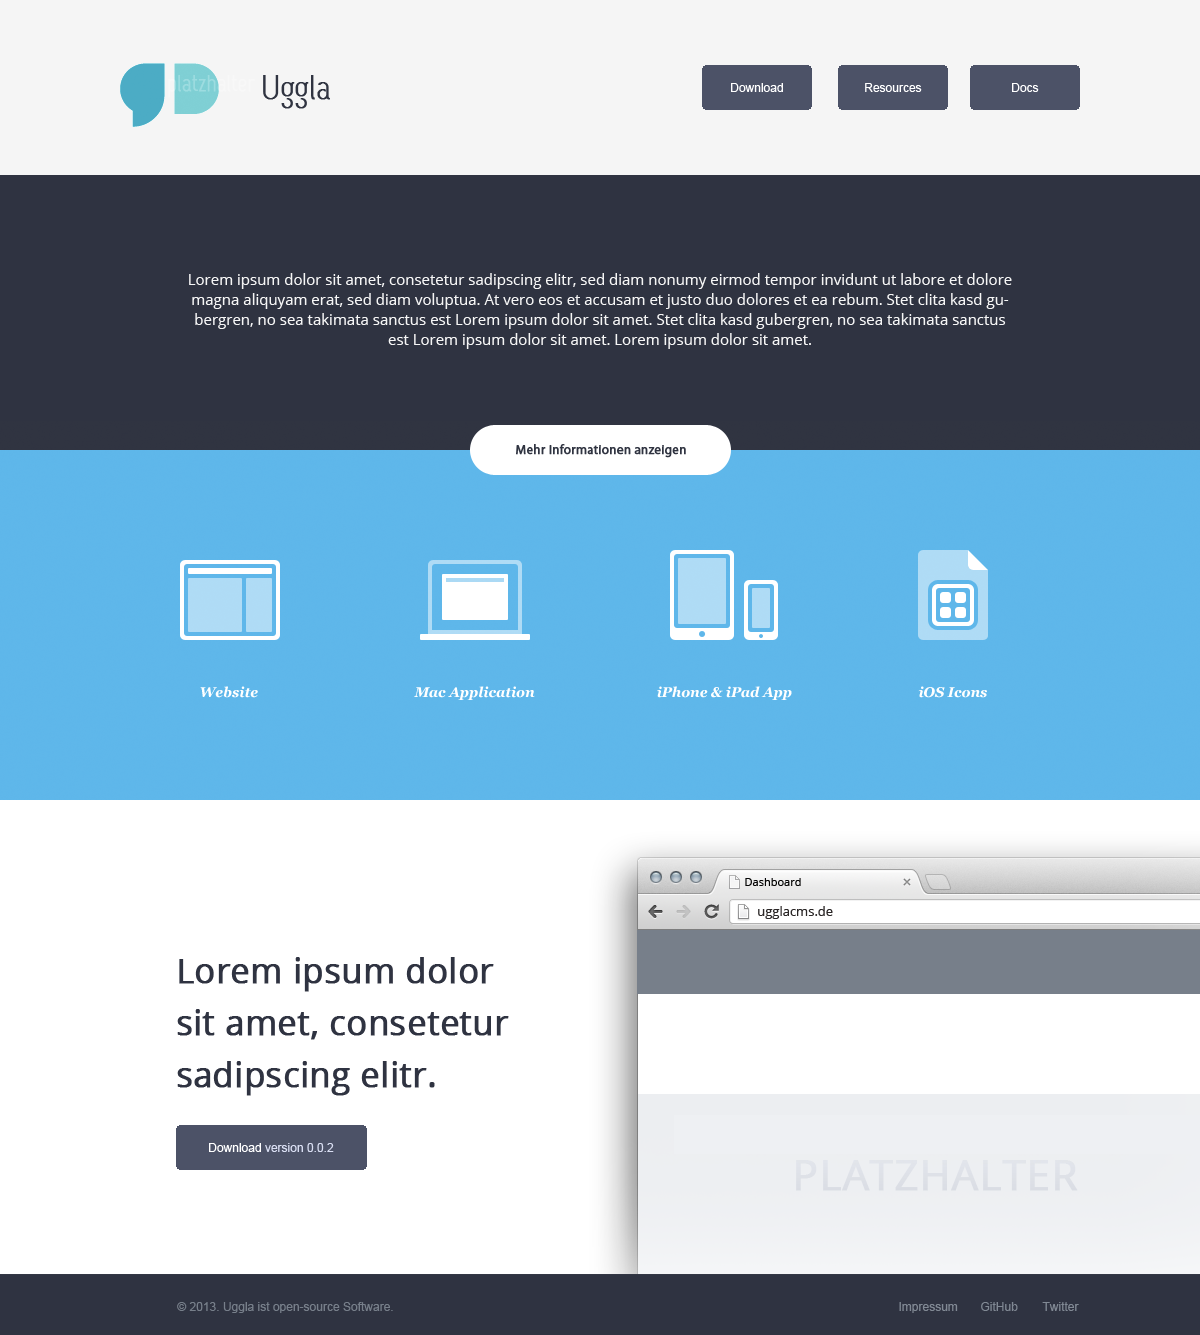 platzhalter
Uggla
Download
Resources
Docs
Lorem ipsum dolor sit amet, consetetur sadipscing elitr, sed diam nonumy eirmod tempor invidunt ut labore et dolore
magna aliquyam erat, sed diam voluptua. At vero eos et accusam et justo duo dolores et ea rebum. Stet clita kasd gu-
bergren, no sea takimata sanctus est Lorem ipsum dolor sit amet. Stet clita kasd gubergren, no sea takimata sanctus
est Lorem ipsum dolor sit amet. Lorem ipsum dolor sit amet.
Mehr Informationen anzeigen
Website
Mac Application
iPhone & iPad App
iOS Icons
Dashboard
ugglacms.de
Lorem ipsum dolor
sit amet, consetetur
sadipscing elitr.
Download version 0.0.2
PLATZHALTER
© 2013. Uggla ist open-source Software.
Impressum
GitHub
Twitter